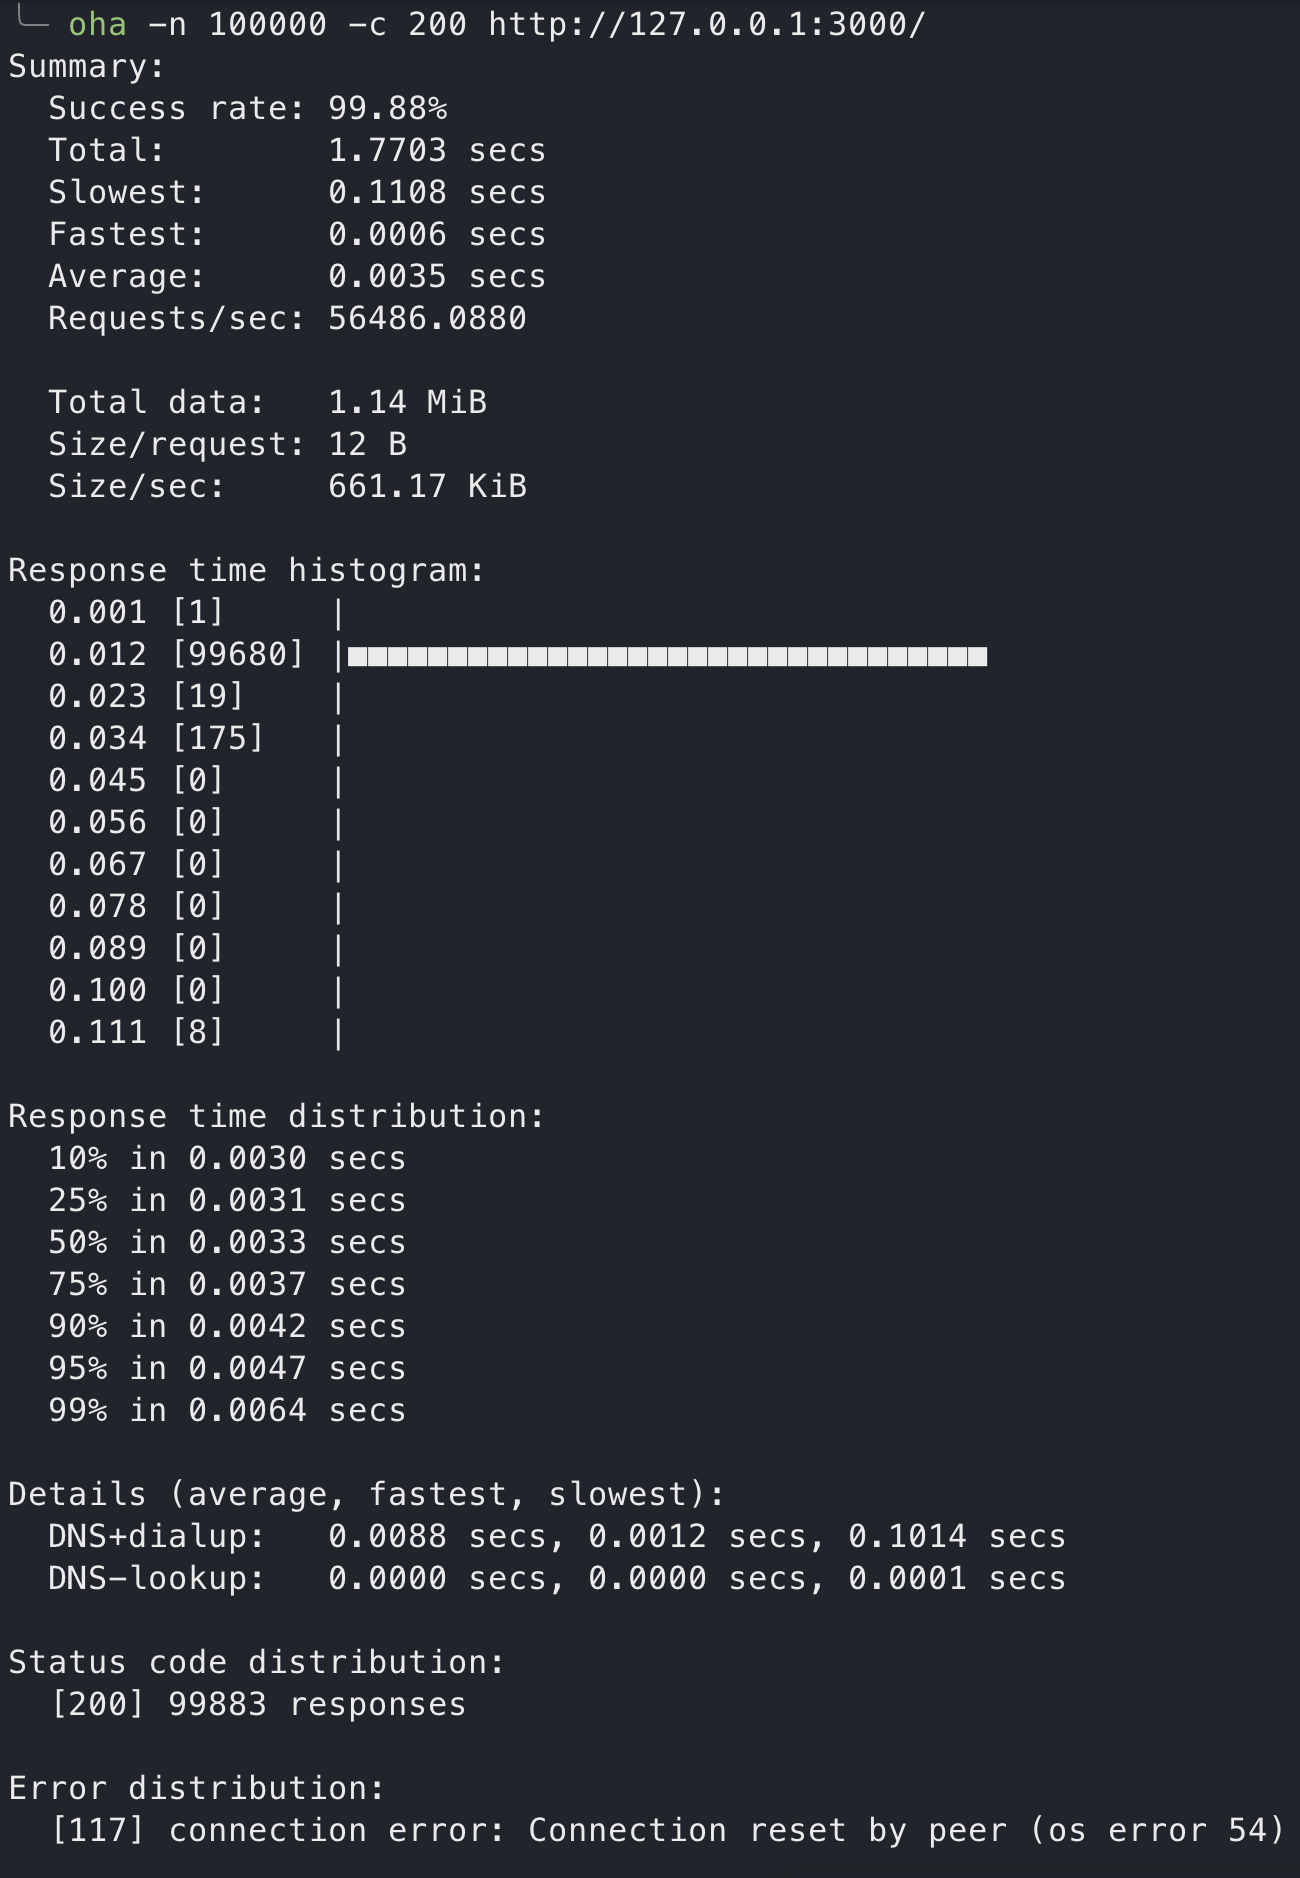 oha -n 100000 -c 200 http://127.0.0.1:3000/
Summary:
  Success rate: 99.88%
  Total:        1.7703 secs
  Slowest:      0.1108 secs
  Fastest:      0.0006 secs
  Average:      0.0035 secs
  Requests/sec: 56486.0880

  Total data:   1.14 MiB
  Size/request: 12 B
  Size/sec:     661.17 KiB

Response time histogram:
  0.001 [1]     |
  0.012 [99680] |■■■■■■■■■■■■■■■■■■■■■■■■■■■■■■■■
  0.023 [19]    |
  0.034 [175]   |
  0.045 [0]     |
  0.056 [0]     |
  0.067 [0]     |
  0.078 [0]     |
  0.089 [0]     |
  0.100 [0]     |
  0.111 [8]     |

Response time distribution:
  10% in 0.0030 secs
  25% in 0.0031 secs
  50% in 0.0033 secs
  75% in 0.0037 secs
  90% in 0.0042 secs
  95% in 0.0047 secs
  99% in 0.0064 secs

Details (average, fastest, slowest):
  DNS+dialup:   0.0088 secs, 0.0012 secs, 0.1014 secs
  DNS-lookup:   0.0000 secs, 0.0000 secs, 0.0001 secs

Status code distribution:
  [200] 99883 responses

Error distribution:
  [117] connection error: Connection reset by peer (os error 54)